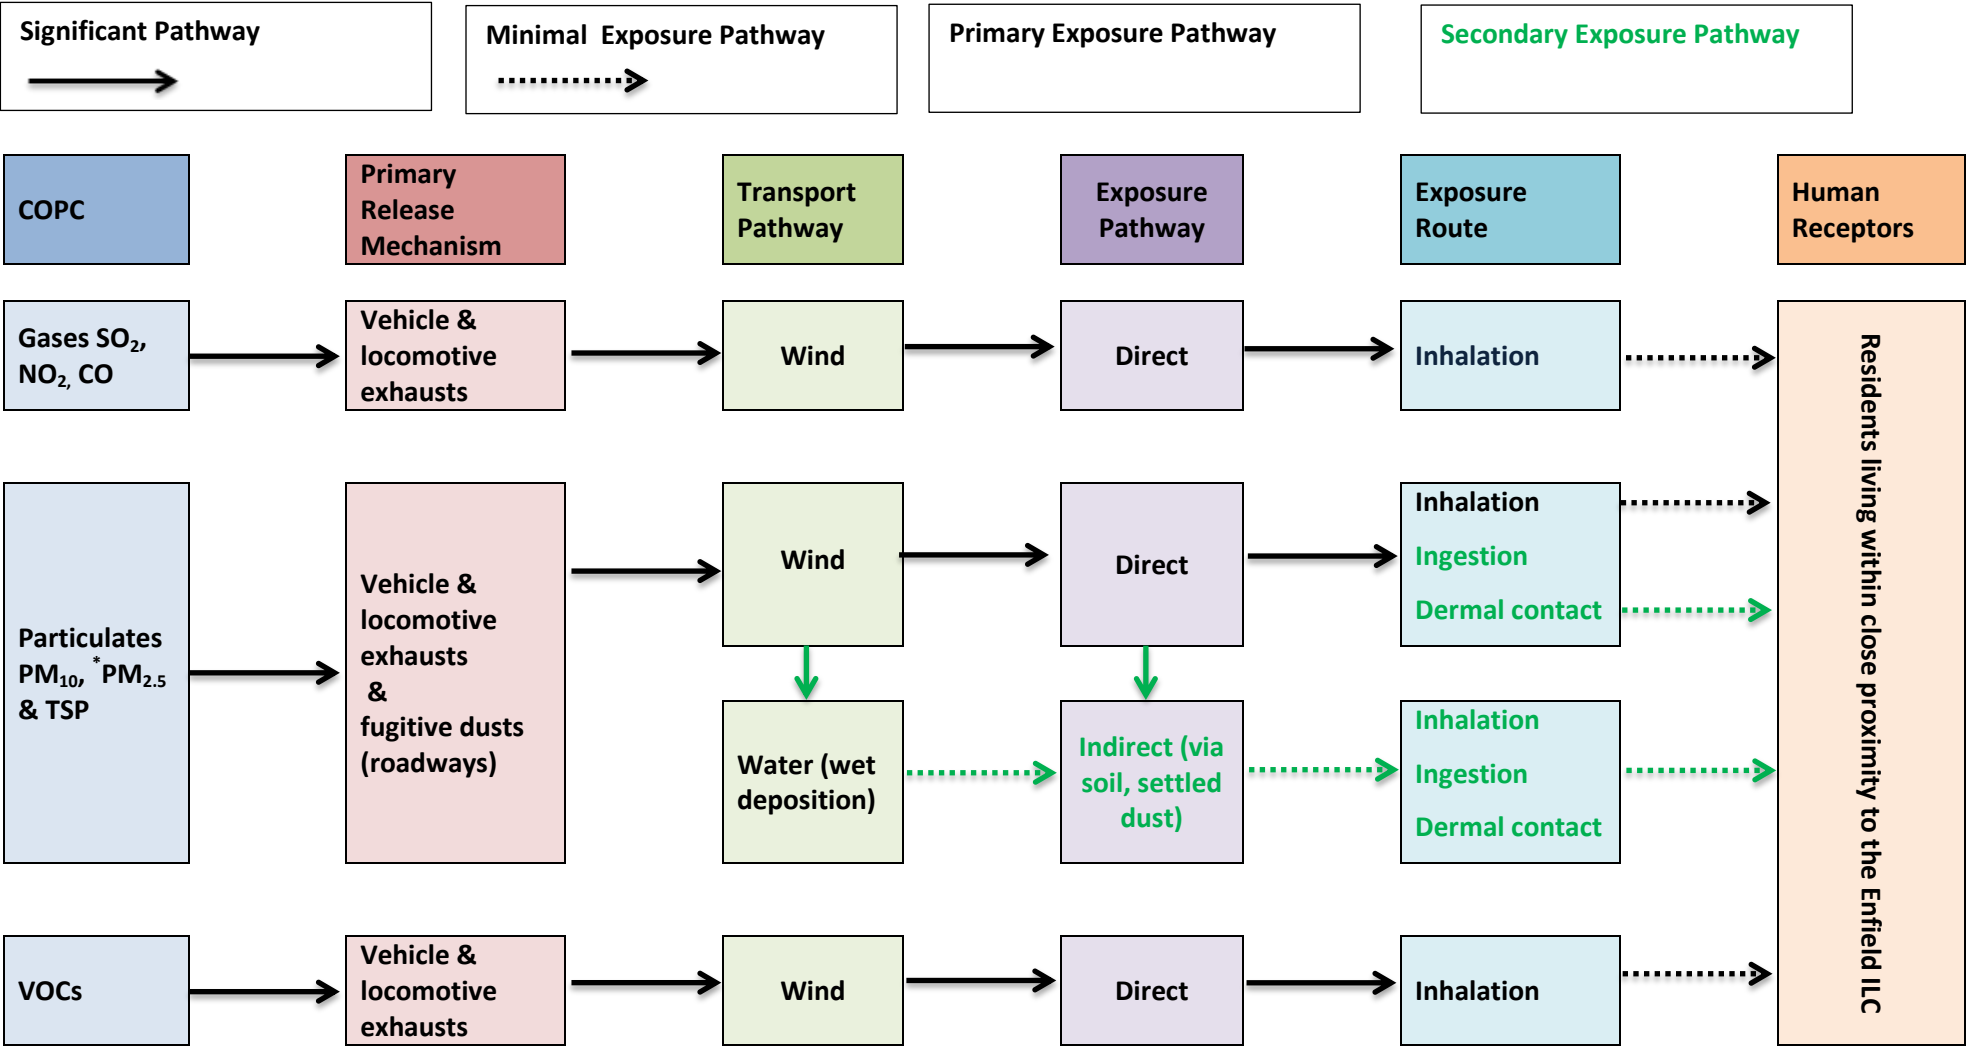 Significant Pathway
Minimal  Exposure Pathway
Primary Exposure Pathway
Secondary Exposure Pathway
COPC
Primary
Release
Mechanism
Transport
Pathway
Exposure
Pathway
Exposure
Route
Human
Receptors
Gases SO₂,
NO₂, CO
Vehicle &
locomotive
exhausts
Wind
Direct
Inhalation
Particulates
PM₁₀, *PM₂.₅
& TSP
Vehicle &
locomotive
exhausts
&
fugitive dusts
(roadways)
Wind
Direct
Inhalation
Ingestion
Dermal contact
Water (wet
deposition)
Indirect (via
soil, settled
dust)
Inhalation
Ingestion
Dermal contact
VOCs
Vehicle &
locomotive
exhausts
Wind
Direct
Inhalation
Residents living within close proximity to the Enfield ILC